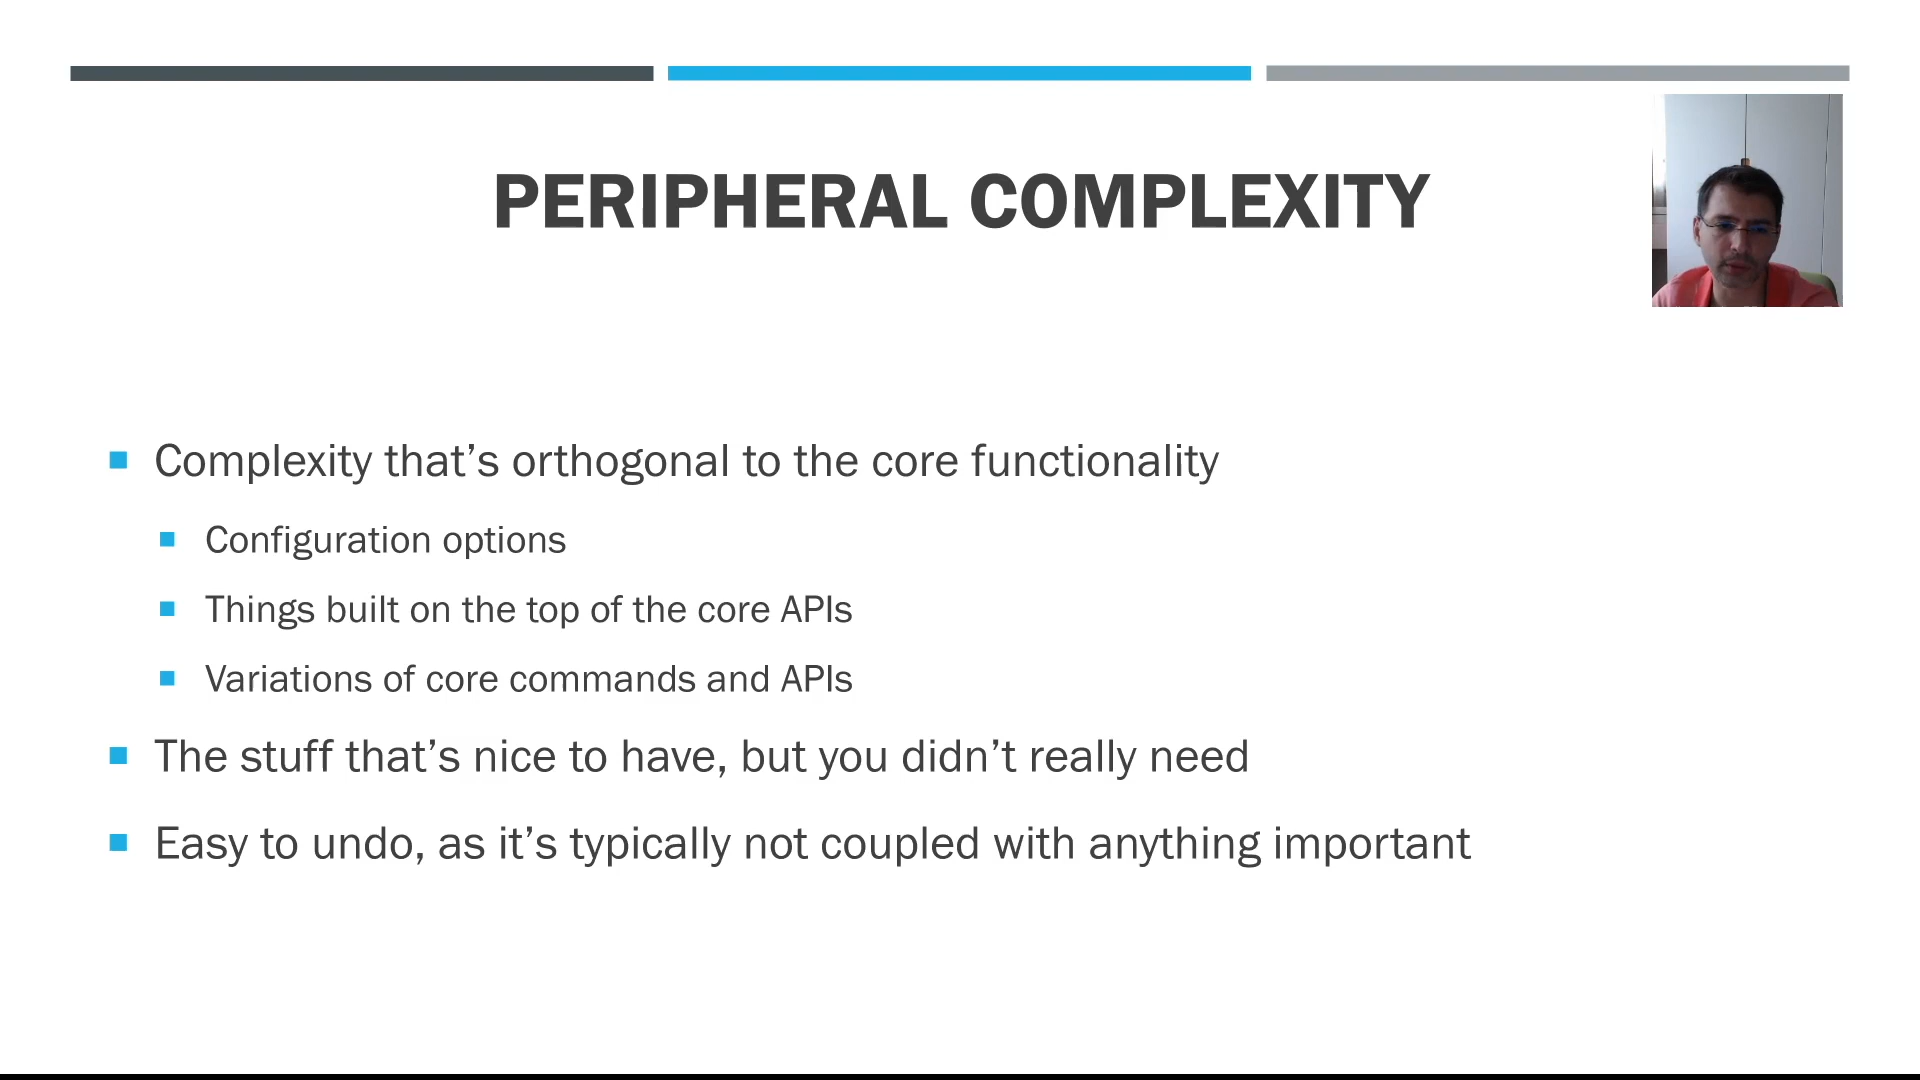 PERIPHERAL COMPLEXITY
Complexity that’s orthogonal to the core functionality
Configuration options
Things built on the top of the core APIs
Variations of core commands and APIs
The stuff that’s nice to have, but you didn’t really need
Easy to undo, as it’s typically not coupled with anything important